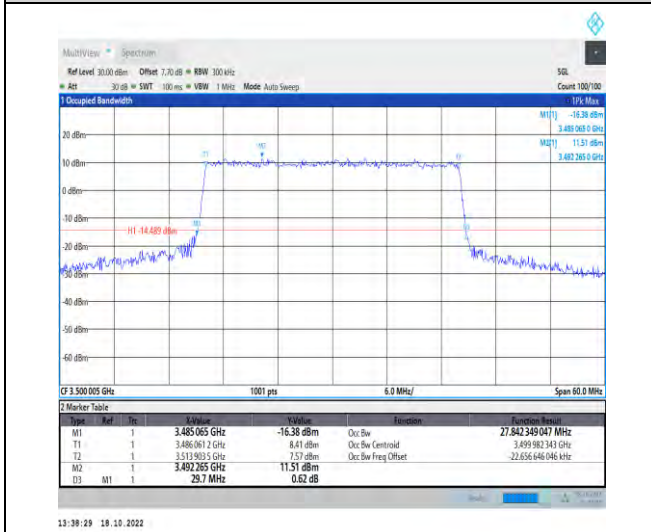 MultiView Spectrum
Ref Level 30.00 dBm Offset 7.70 dB RBW 300 kHz SGL
Att 30 dB SWT 100 ms VBW 1 MHz Mode Auto Sweep Count 100/100
1 Occupied Bandwidth 1Pk Max
M1[1] -16.38 dBm
3.485 065 0 GHz
M2[1] 11.51 dBm
3.492 265 0 GHz
20 dBm
T1 M2 T2
10 dBm
0 dBm
-10 dBm
H1 -14.489 dBm
-20 dBm
-30 dBm
-40 dBm
-50 dBm
-60 dBm
CF 3.500 005 GHz 1001 pts 6.0 MHz/ Span 60.0 MHz
2 Marker Table
Type Ref Trc X-Value Y-Value Function Function Result
M1 1 3.485 065 GHz -16.38 dBm Occ Bw 27.842 349 047 MHz
T1 1 3.486 061 2 GHz 8.41 dBm Occ Bw Centroid 3.499 982 343 GHz
T2 1 3.513 903 5 GHz 7.57 dBm Occ Bw Freq Offset -22.656 646 046 kHz
M2 1 3.492 265 GHz 11.51 dBm
D3 M1 1 29.7 MHz 0.62 dB
13:38:29 18.10.2022